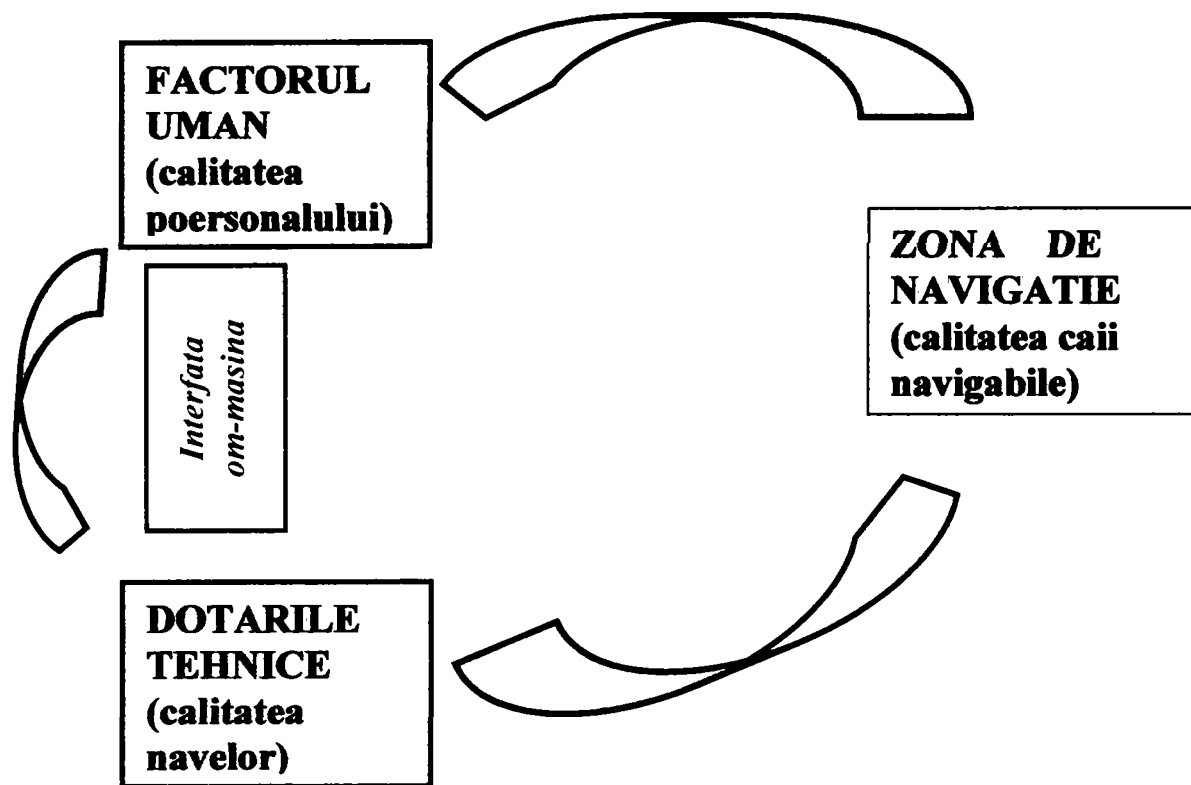 FACTORUL
UMAN
(calitatea
poersonalului)
ZONA DE
NAVIGATIE
(calitatea caii
navigabile)
Interfata
om-masina
DOTARILE
TEHNICE
(calitatea
navelor)